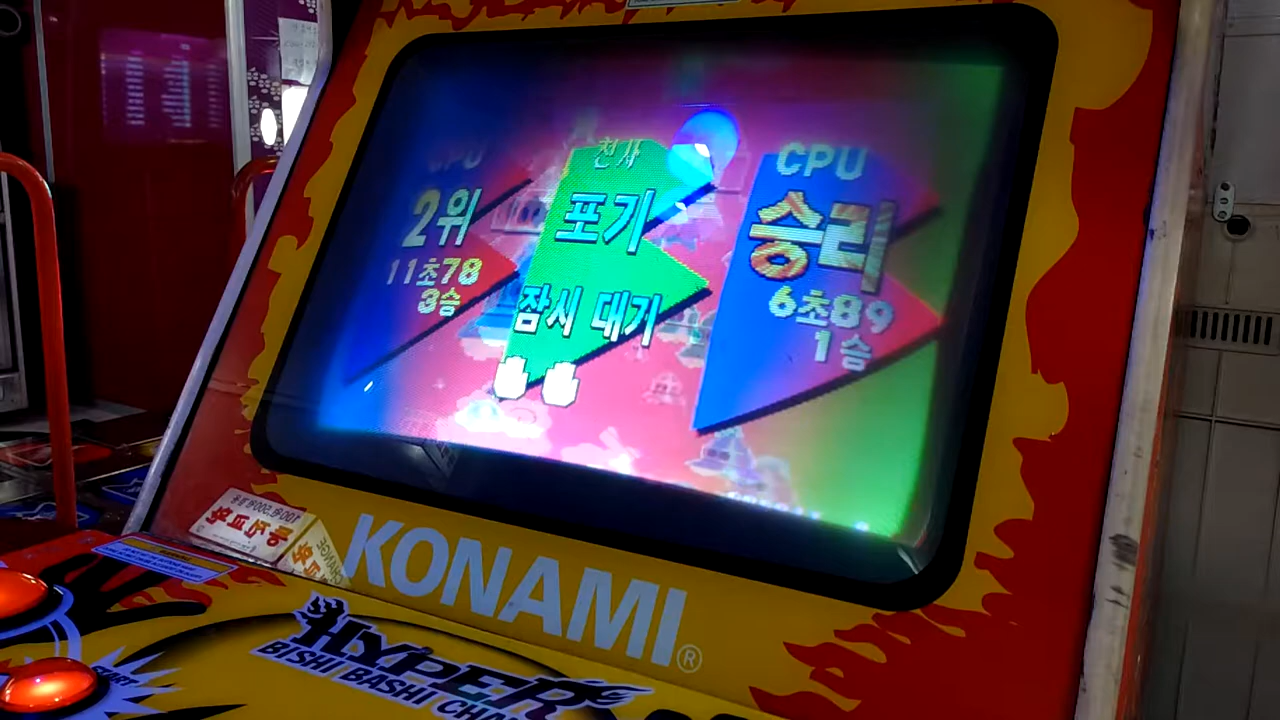 CPU
2위
11초78
3승
천사
포기
잠시 대기
CPU
승리
6초89
1승
KONAMI®
HYPER
BISHI BASHI CHA
START